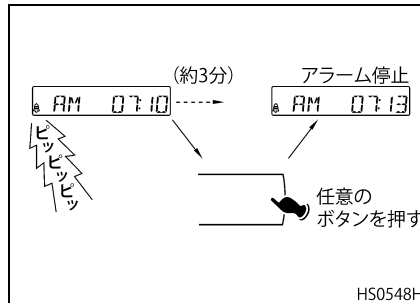 (約3分)
アラーム停止
AM 07:10
AM 07:13
ピッ
ピッ
ピッ
任意の
ボタンを押す
HS0548H